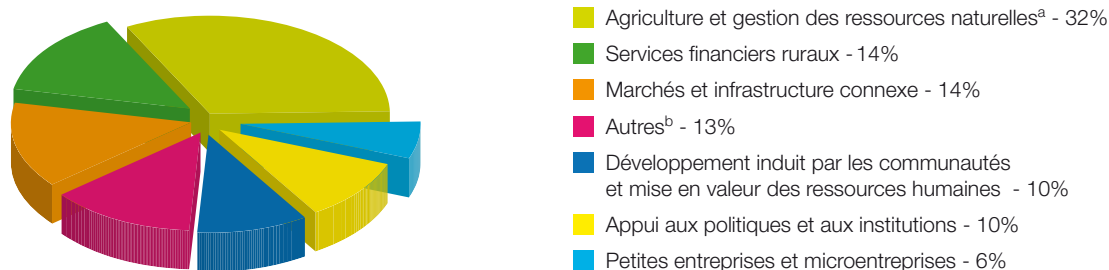 Agriculture et gestion des ressources naturellesᵃ - 32%
Services financiers ruraux - 14%
Marchés et infrastructure connexe - 14%
Autresᵇ - 13%
Développement induit par les communautés
et mise en valeur des ressources humaines - 10%
Appui aux politiques et aux institutions - 10%
Petites entreprises et microentreprises - 6%